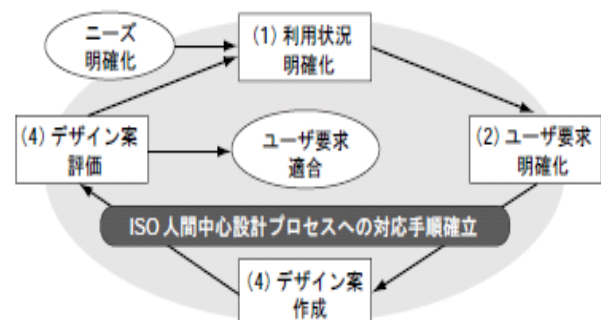 ニーズ
明確化
(1) 利用状況
明確化
(4) デザイン案
評価
ユーザ要求
適合
(2) ユーザ要求
明確化
ISO 人間中心設計プロセスへの対応手順確立
(4) デザイン案
作成